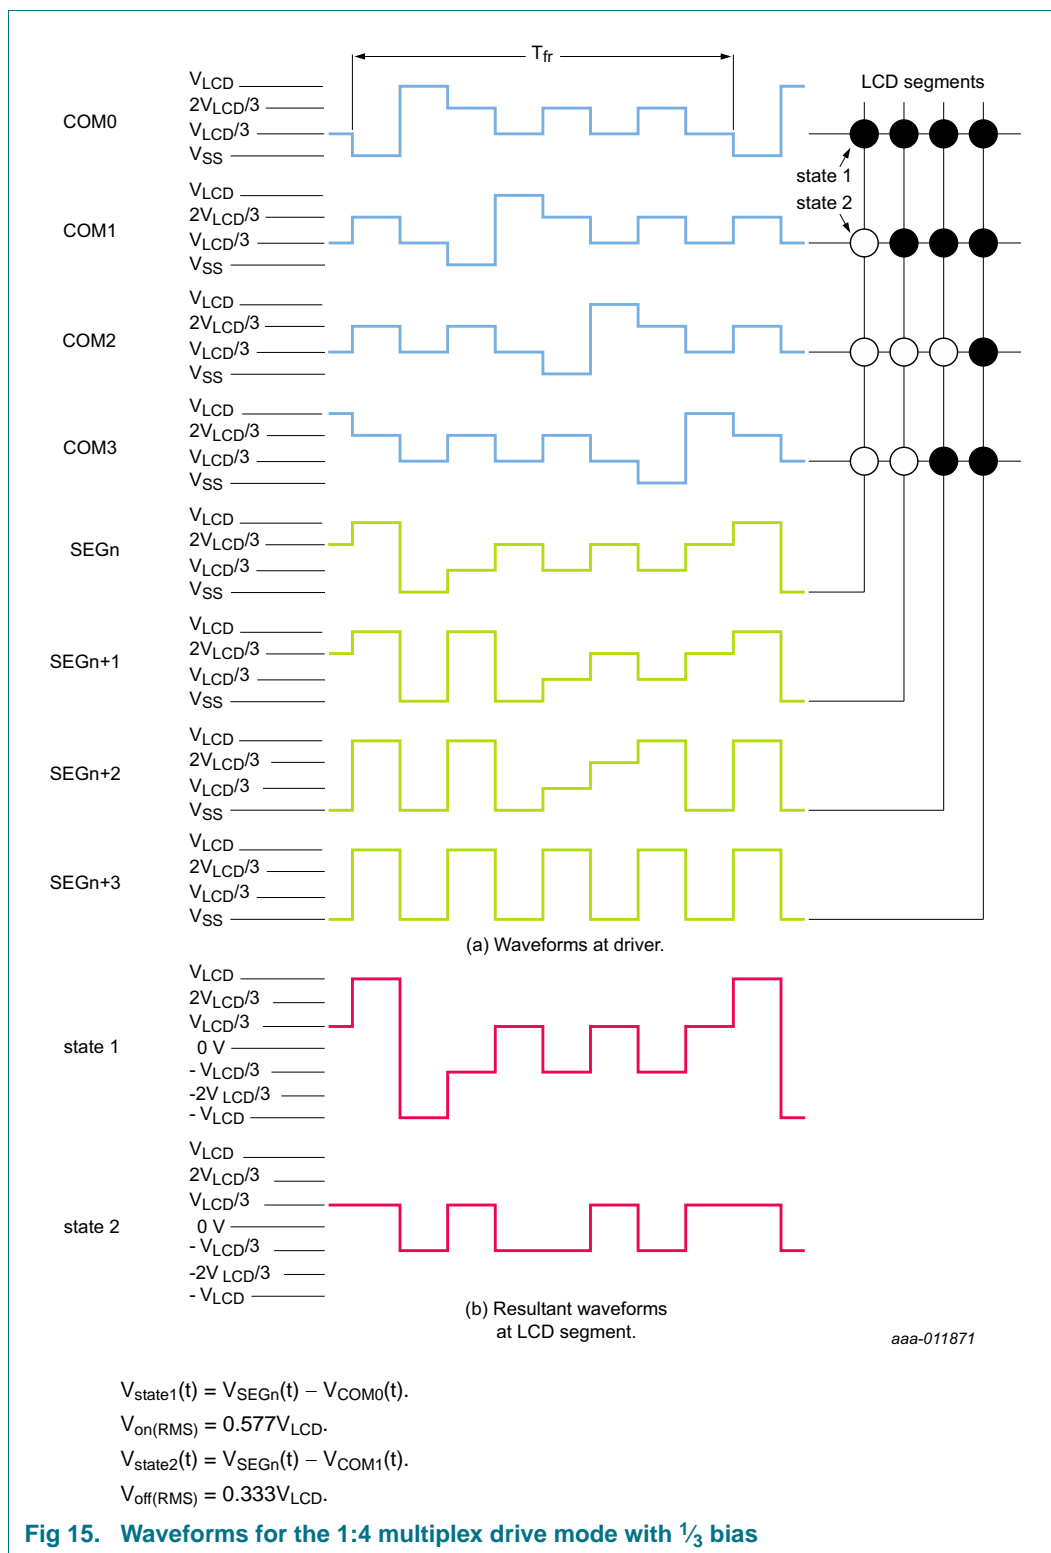 Tfr
LCD segments
COM0
VLCD
2VLCD/3
VLCD/3
VSS
state 1
state 2
COM1
VLCD
2VLCD/3
VLCD/3
VSS
COM2
VLCD
2VLCD/3
VLCD/3
VSS
COM3
VLCD
2VLCD/3
VLCD/3
VSS
SEGn
VLCD
2VLCD/3
VLCD/3
VSS
SEGn+1
VLCD
2VLCD/3
VLCD/3
VSS
SEGn+2
VLCD
2VLCD/3
VLCD/3
VSS
SEGn+3
VLCD
2VLCD/3
VLCD/3
VSS
(a) Waveforms at driver.
state 1
VLCD
2VLCD/3
VLCD/3
0 V
- VLCD/3
-2V LCD/3
- VLCD
state 2
VLCD
2VLCD/3
VLCD/3
0 V
- VLCD/3
-2V LCD/3
- VLCD
(b) Resultant waveforms
at LCD segment.
aaa-011871
Vstate1(t) = VSEGn(t) − VCOM0(t).
Von(RMS) = 0.577VLCD.
Vstate2(t) = VSEGn(t) − VCOM1(t).
Voff(RMS) = 0.333VLCD.
Fig 15. Waveforms for the 1:4 multiplex drive mode with 1⁄3 bias